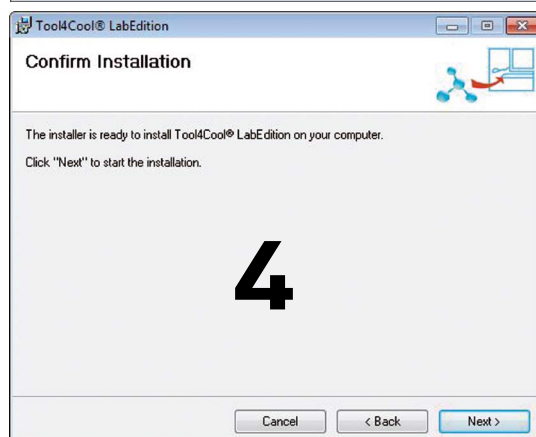 Tool4Cool® LabEdition
Confirm Installation
The installer is ready to install Tool4Cool® LabEdition on your computer.
Click "Next" to start the installation.
4
Cancel
< Back
Next >